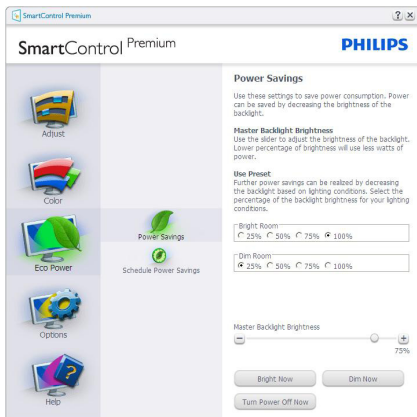 SmartControl Premium
? x
SmartControl Premium
PHILIPS
Adjust
Color
Eco Power
Options
Help
Power Savings
Schedule Power Savings
Power Savings
Use these settings to save power consumption. Power
can be saved by decreasing the brightness of the
backlight.
Master Backlight Brightness
Use the slider to adjust the brightness of the backlight.
Lower percentage of brightness will use less watts of
power.
Use Preset
Further power savings can be realized by decreasing
the backlight based on lighting conditions. Select the
percentage of the backlight brightness for your lighting
conditions.
Bright Room
25% 50% 75% 100%
Dim Room
25% 50% 75% 100%
Master Backlight Brightness
75%
Bright Now Dim Now
Turn Power Off Now